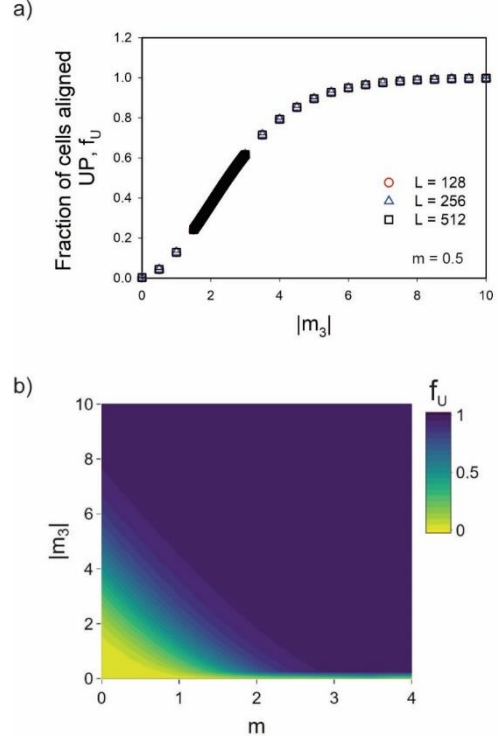 a)
1.2
1.0
0.8
0.6
0.4
0.2
0.0
Fraction of cells aligned
UP, f_U
L = 128
L = 256
L = 512
m = 0.5
0 2 4 6 8 10
|m₃|
b)
f_U
10
8
6
4
2
0
|m₃|
1
0.5
0
0 1 2 3 4
m